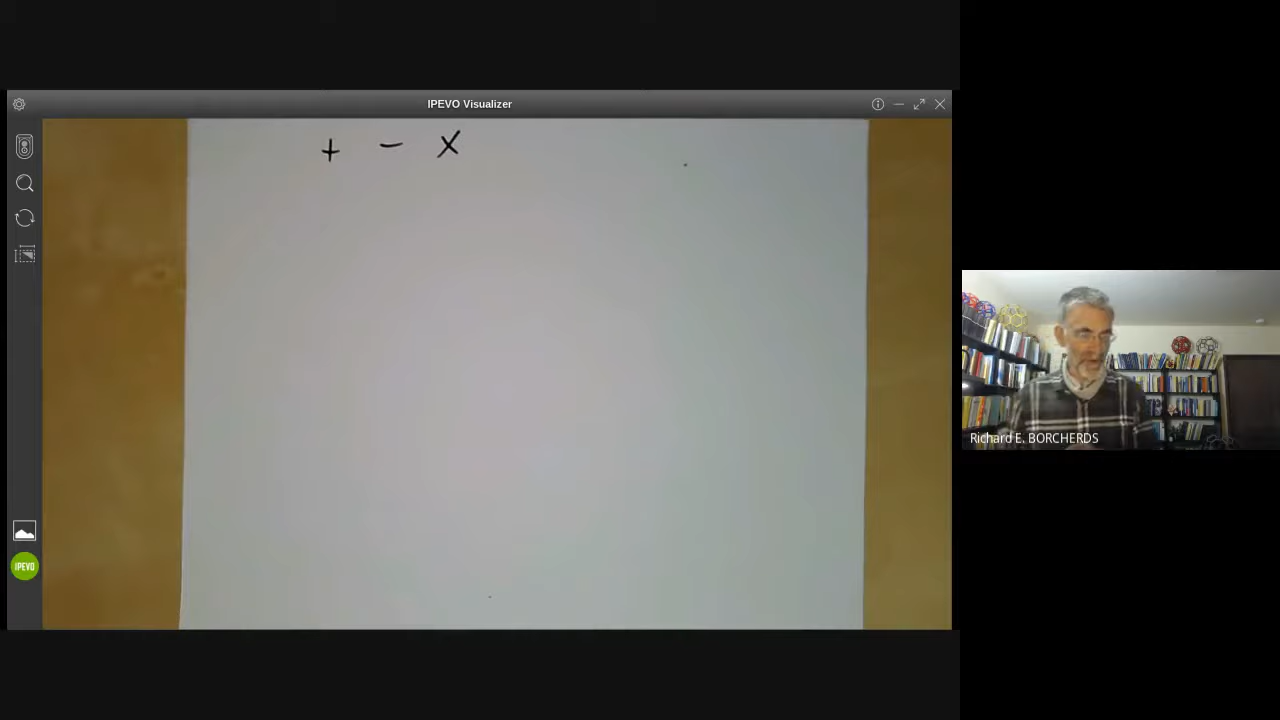 IPEVO Visualizer
+ − ×
IPEVO
Richard E. BORCHERDS